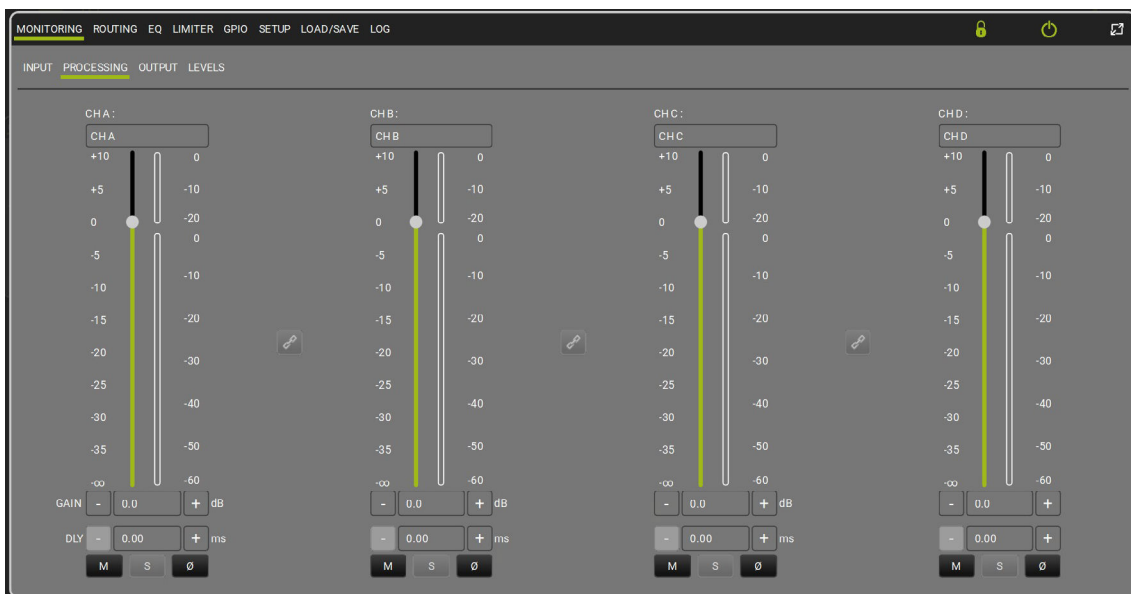 MONITORING ROUTING EQ LIMITER GPIO SETUP LOAD/SAVE LOG
INPUT PROCESSING OUTPUT LEVELS
CH A: CH B: CH C: CH D:
CH A CH B CH C CH D
+10 0 +10 0 +10 0 +10 0
+5 -10 +5 -10 +5 -10 +5 -10
0 -20 0 -20 0 -20 0 -20
0 0 0 0
-5 -5 -5 -5
-10 -10 -10 -10
-10 -10 -10 -10
-15 -20 -15 -20 -15 -20 -15 -20
-20 -30 -20 -30 -20 -30 -20 -30
-25 -25 -25 -25
-40 -40 -40 -40
-30 -30 -30 -30
-35 -50 -35 -50 -35 -50 -35 -50
-∞ -60 -∞ -60 -∞ -60 -∞ -60
GAIN - 0.0 + dB - 0.0 + dB - 0.0 + dB - 0.0 +
DLY - 0.00 + ms - 0.00 + ms - 0.00 + ms - 0.00 +
M S Ø M S Ø M S Ø M S Ø